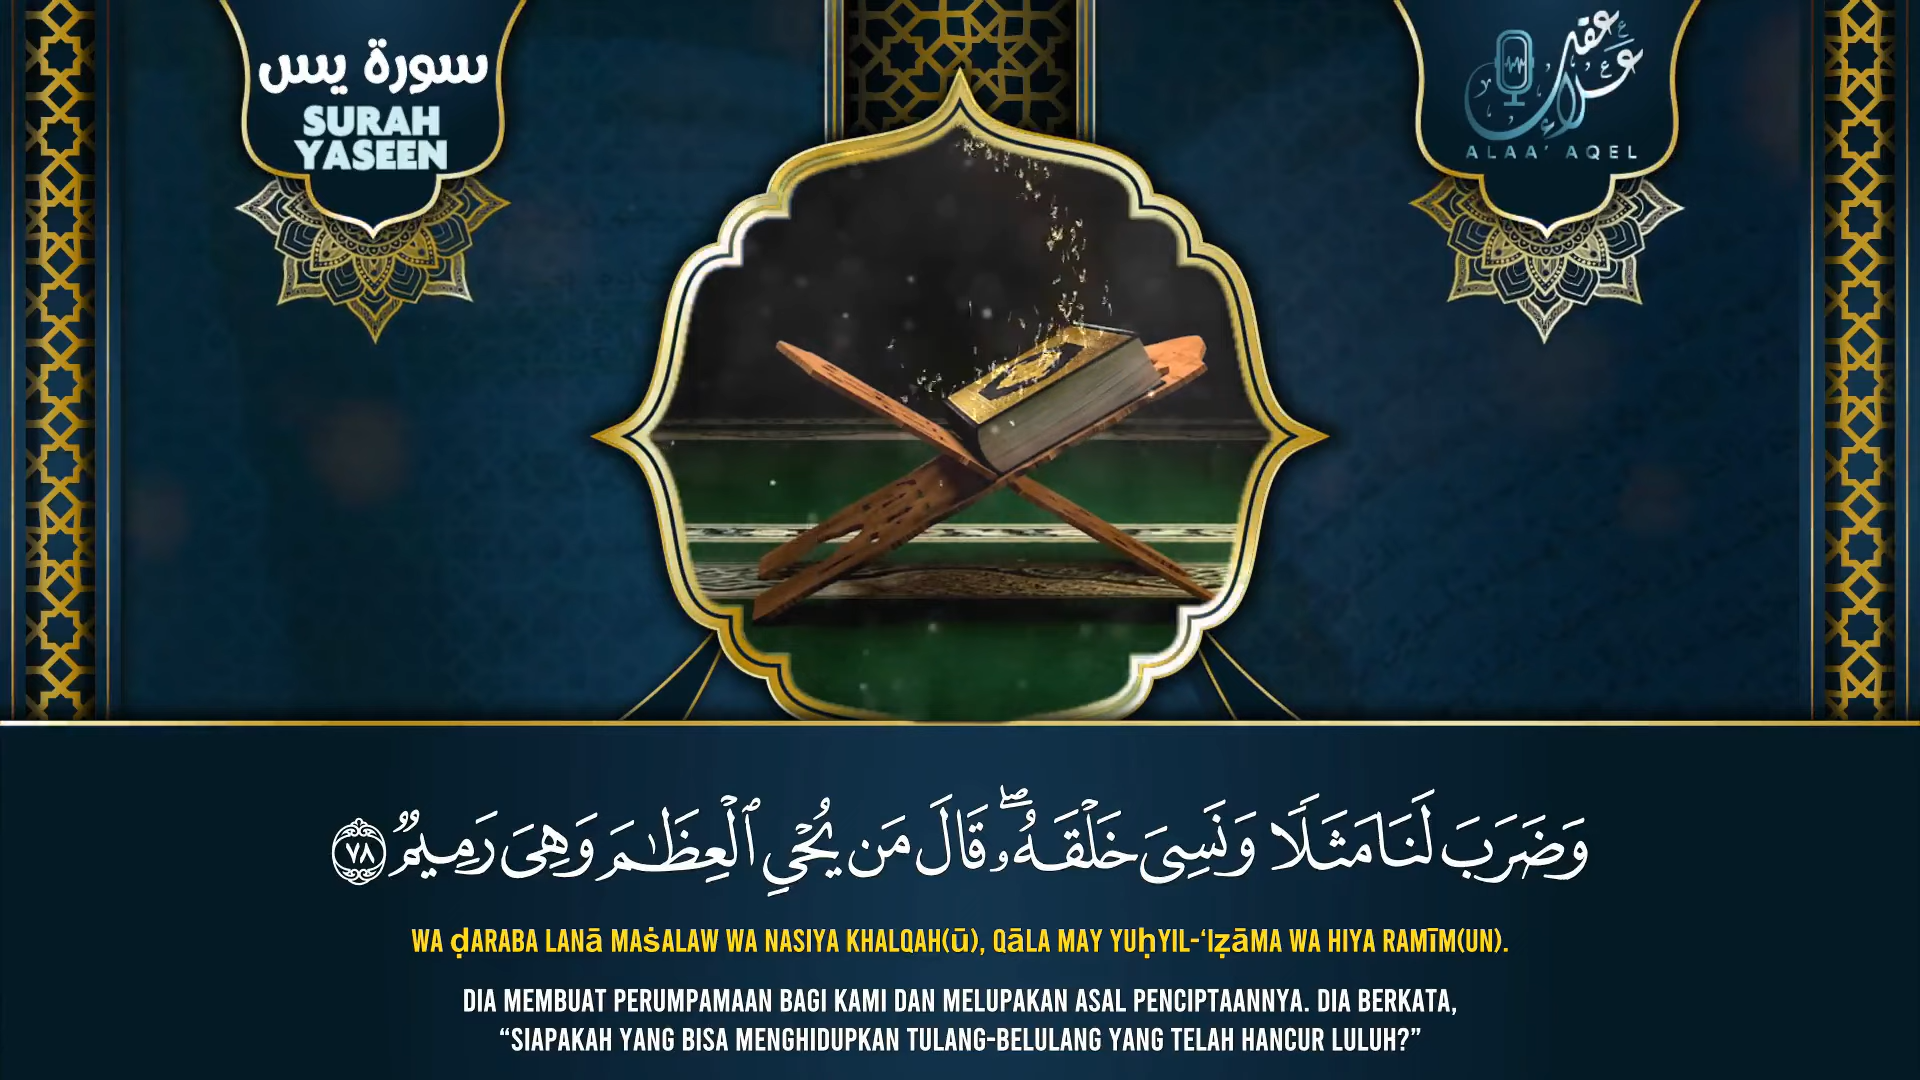 سورة يس
SURAH
YASEEN
علاء عقل
ALAA' AQEL
وَضَرَبَ لَنَا مَثَلًا وَنَسِىَ خَلْقَهُۥ ۖ قَالَ مَن يُحْىِ ٱلْعِظَـٰمَ وَهِىَ رَمِيمٌ ٧٨
WA ḍARABA LANā MAṡALAW WA NASIYA KHALQAH(ū), QāLA MAY YUḥYIL-‘IẓāMA WA HIYA RAMīM(UN).
DIA MEMBUAT PERUMPAMAAN BAGI KAMI DAN MELUPAKAN ASAL PENCIPTAANNYA. DIA BERKATA,
“SIAPAKAH YANG BISA MENGHIDUPKAN TULANG-BELULANG YANG TELAH HANCUR LULUH?”